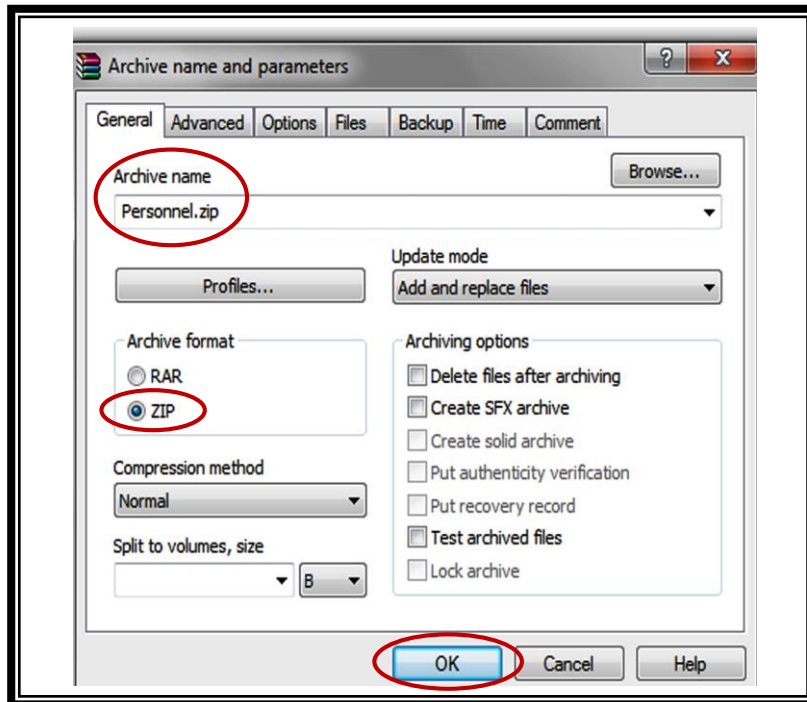 Archive name and parameters
?
X
General Advanced Options Files Backup Time Comment
Archive name
Browse...
Personnel.zip
Update mode
Profiles...
Add and replace files
Archive format
Archiving options
RAR
Delete files after archiving
ZIP
Create SFX archive
Create solid archive
Compression method
Put authenticity verification
Normal
Put recovery record
Split to volumes, size
Test archived files
B
Lock archive
OK Cancel Help